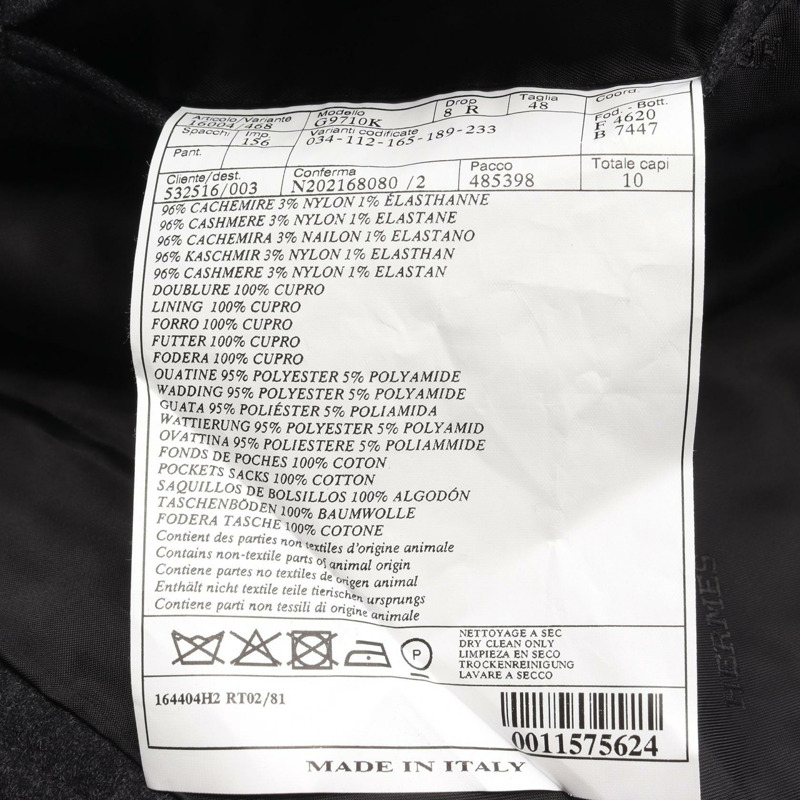 Articolo/Variante Modello Drop Taglia Coord.
16004/468 G9710K 8 R 48
Spacchi Imp. Varianti codificate Fod. - Bott.
156 034-112-165-189-233 F 4620
B 7447
Pant.
Cliente/dest. Conferma Pacco Totale capi
532516/003 N202168080 /2 485398 10
96% CACHEMIRE 3% NYLON 1% ÉLASTHANNE
96% CASHMERE 3% NYLON 1% ELASTANE
96% CACHEMIRA 3% NAILON 1% ELASTANO
96% KASCHMIR 3% NYLON 1% ELASTHAN
96% CASHMERE 3% NYLON 1% ELASTAN
DOUBLURE 100% CUPRO
LINING 100% CUPRO
FORRO 100% CUPRO
FUTTER 100% CUPRO
FODERA 100% CUPRO
OUATINE 95% POLYESTER 5% POLYAMIDE
WADDING 95% POLYESTER 5% POLYAMIDE
GUATA 95% POLIÉSTER 5% POLIAMIDA
WATTIERUNG 95% POLYESTER 5% POLYAMID
OVATTINA 95% POLIESTERE 5% POLIAMMIDE
FONDS DE POCHES 100% COTON
POCKETS SACKS 100% COTTON
SAQUILLOS DE BOLSILLOS 100% ALGODÓN
TASCHENBÖDEN 100% BAUMWOLLE
FODERA TASCHE 100% COTONE
Contient des parties non textiles d'origine animale
Contains non-textile parts of animal origin
Contiene partes no textiles de origen animal
Enthält nicht textile teile tierischen ursprungs
Contiene parti non tessili di origine animale
P
NETTOYAGE A SEC
DRY CLEAN ONLY
LIMPIEZA EN SECO
TROCKENREINIGUNG
LAVARE A SECCO
164404H2 RT02/81
0011575624
MADE IN ITALY
HERMES